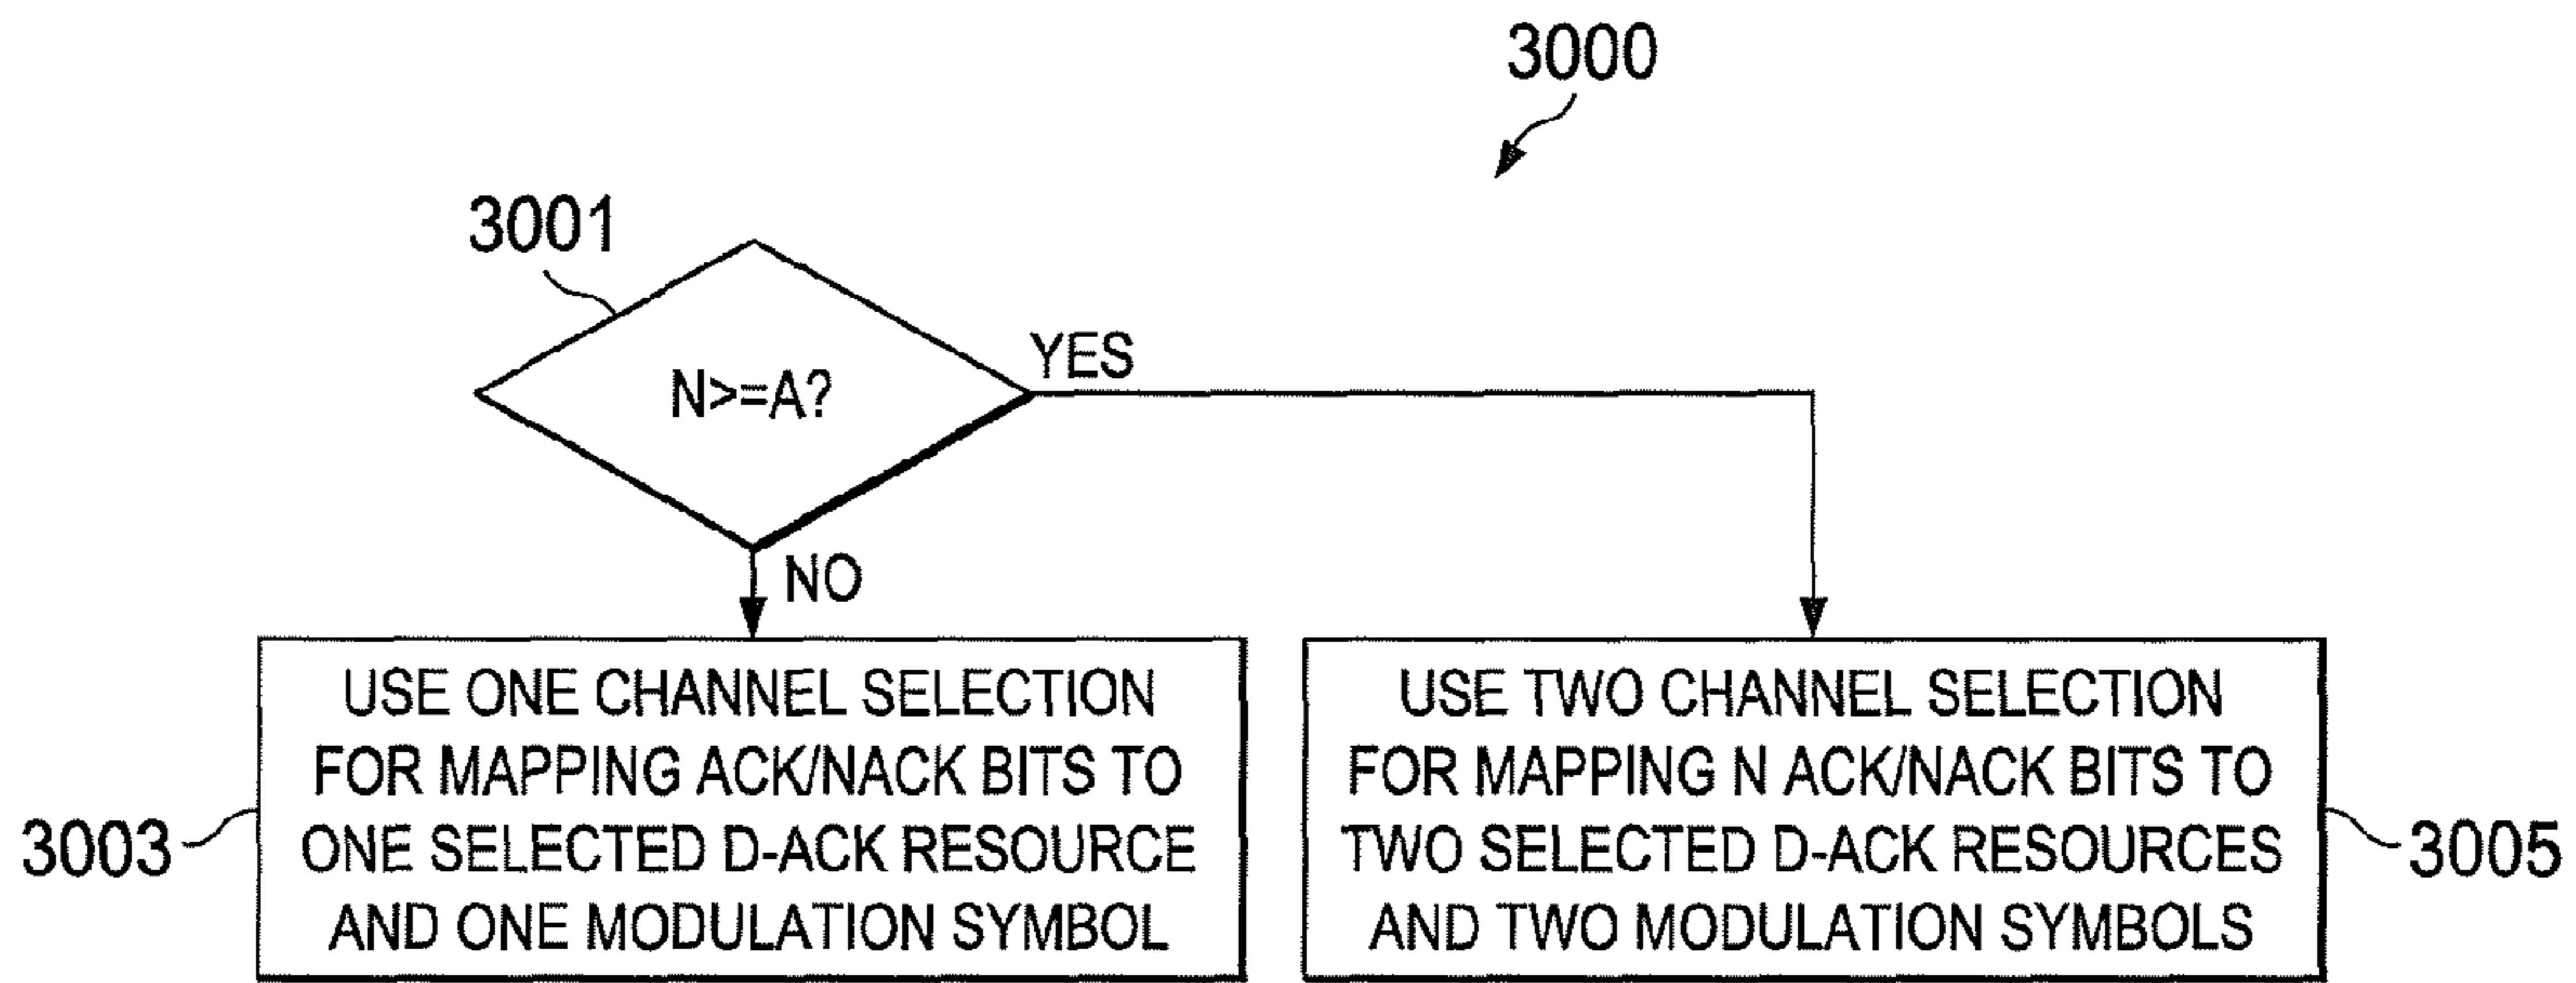 3000
3001
N>=A?
YES
NO
USE ONE CHANNEL SELECTION
FOR MAPPING ACK/NACK BITS TO
ONE SELECTED D-ACK RESOURCE
AND ONE MODULATION SYMBOL
3003
USE TWO CHANNEL SELECTION
FOR MAPPING N ACK/NACK BITS TO
TWO SELECTED D-ACK RESOURCES
AND TWO MODULATION SYMBOLS
3005